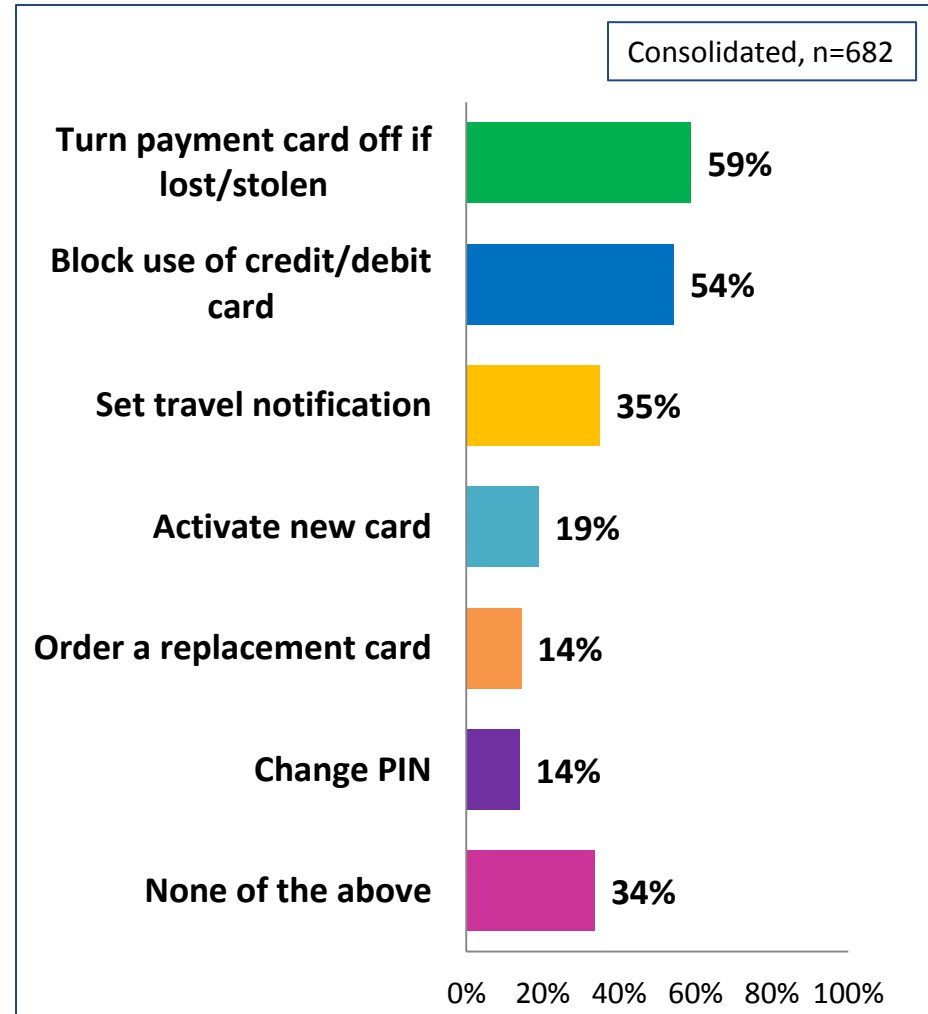 Consolidated, n=682
Turn payment card off if
lost/stolen
59%
Block use of credit/debit
card
54%
Set travel notification
35%
Activate new card
19%
Order a replacement card
14%
Change PIN
14%
None of the above
34%
0% 20% 40% 60% 80% 100%